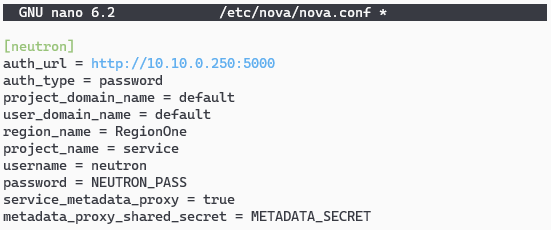 GNU nano 6.2 /etc/nova/nova.conf *
[neutron]
auth_url = http://10.10.0.250:5000
auth_type = password
project_domain_name = default
user_domain_name = default
region_name = RegionOne
project_name = service
username = neutron
password = NEUTRON_PASS
service_metadata_proxy = true
metadata_proxy_shared_secret = METADATA_SECRET